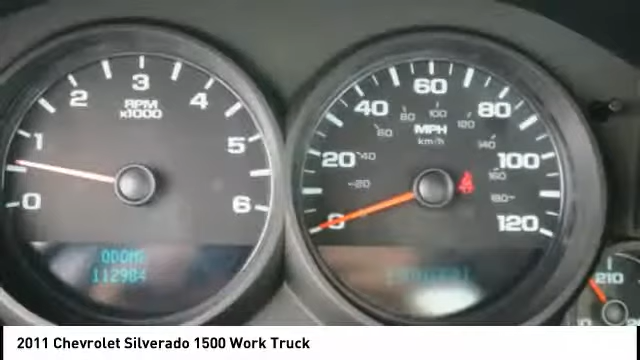 0 1 2 3 4 5 6
RPM
x1000
ODOMR
112984
0 20 40 60 80 100 120
20 40 60 80 100 120 140 160 180
MPH
km/h
210
2011 Chevrolet Silverado 1500 Work Truck